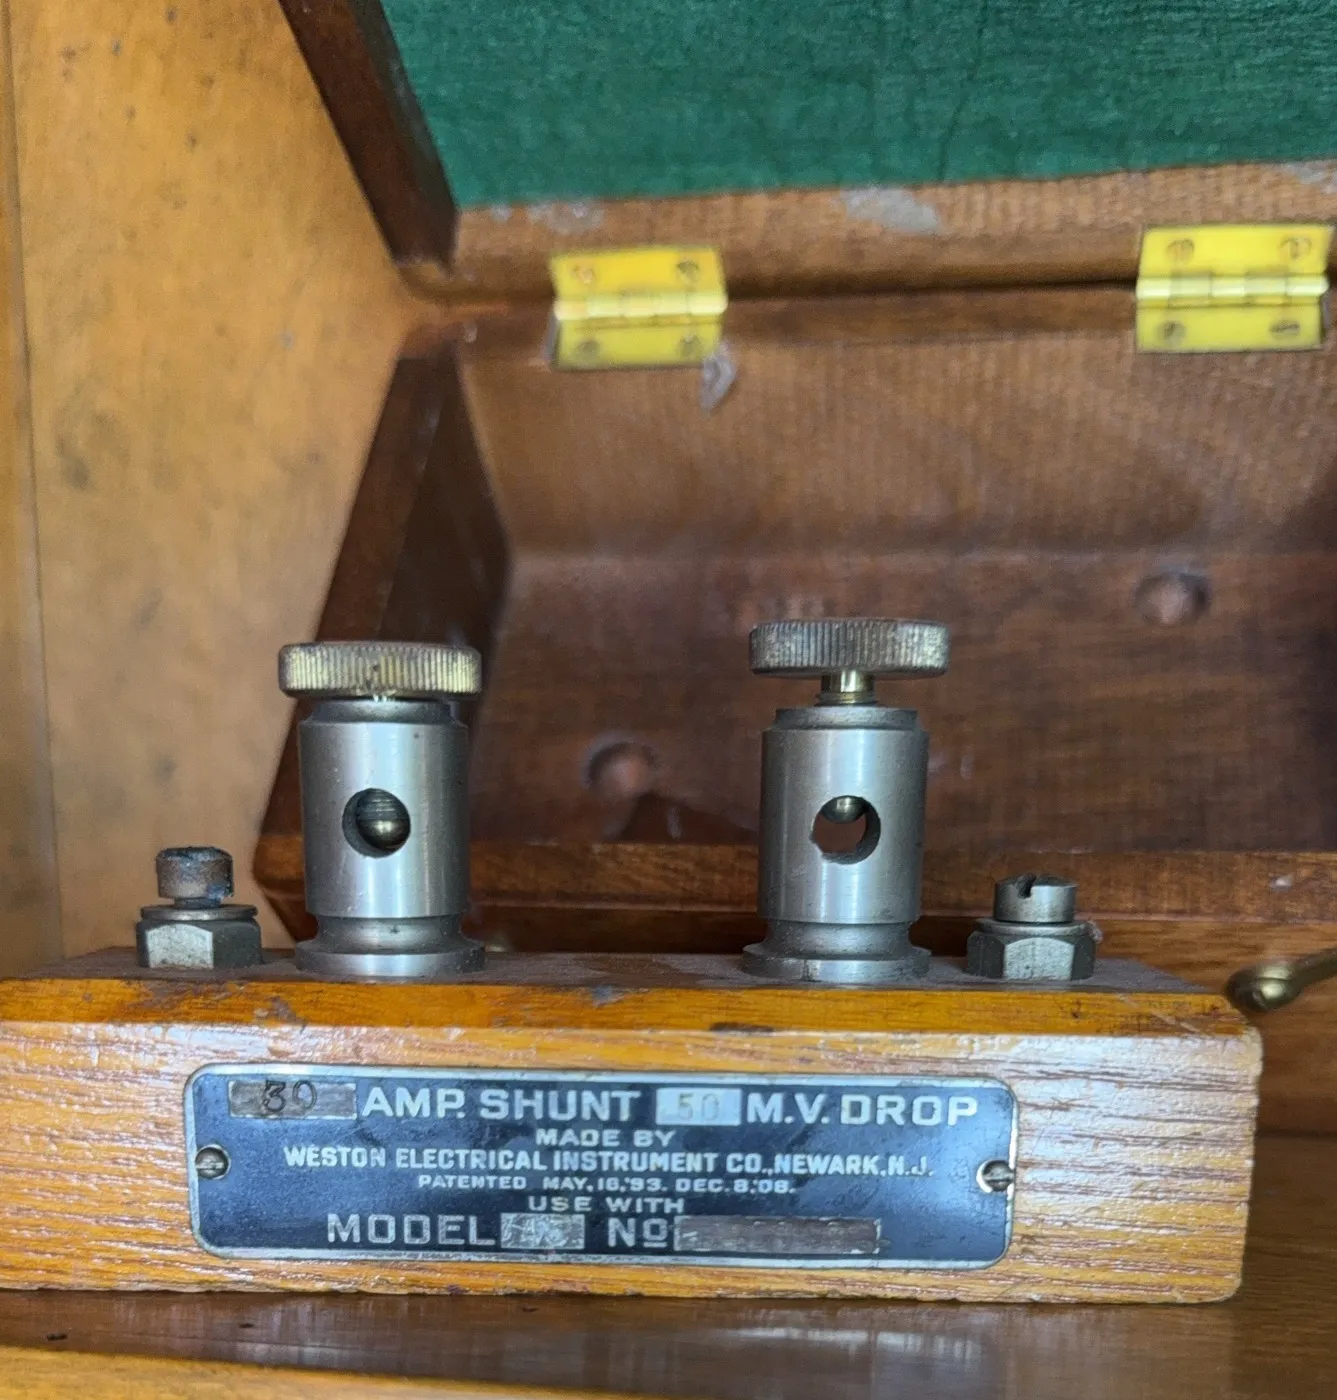 30 AMP. SHUNT 50 M.V. DROP
MADE BY
WESTON ELECTRICAL INSTRUMENT CO., NEWARK, N.J.
PATENTED MAY, 16, '93. DEC. 8, '08.
USE WITH
MODEL Nº